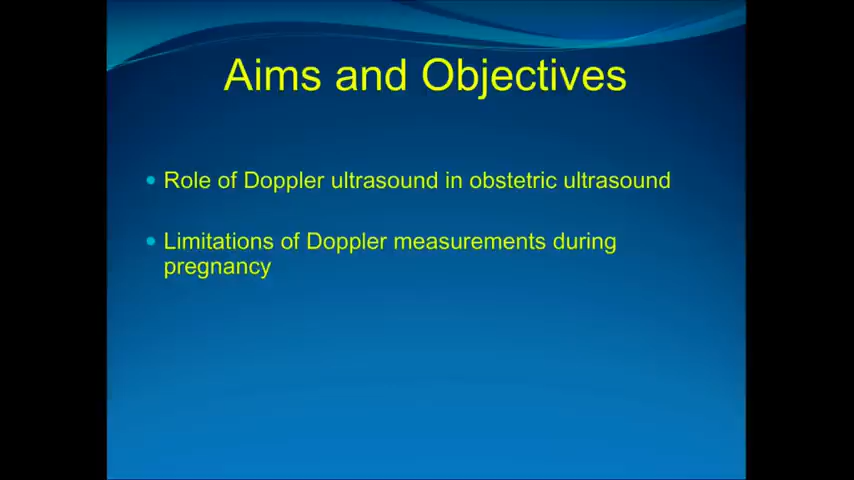 Aims and Objectives
• Role of Doppler ultrasound in obstetric ultrasound
• Limitations of Doppler measurements during
pregnancy